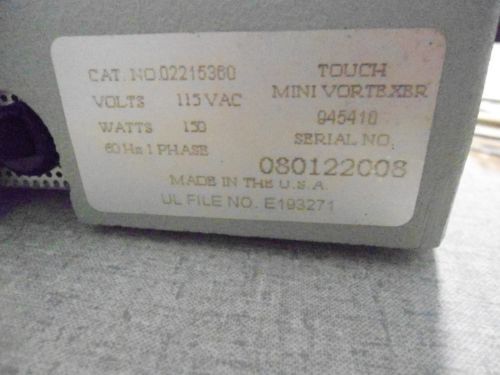 CAT. NO. 02215360 TOUCH
VOLTS 115 VAC MINI VORTEXER
WATTS 150 945410
60 Hz 1 PHASE SERIAL NO.
080122008
MADE IN THE U.S.A.
UL FILE NO. E193271